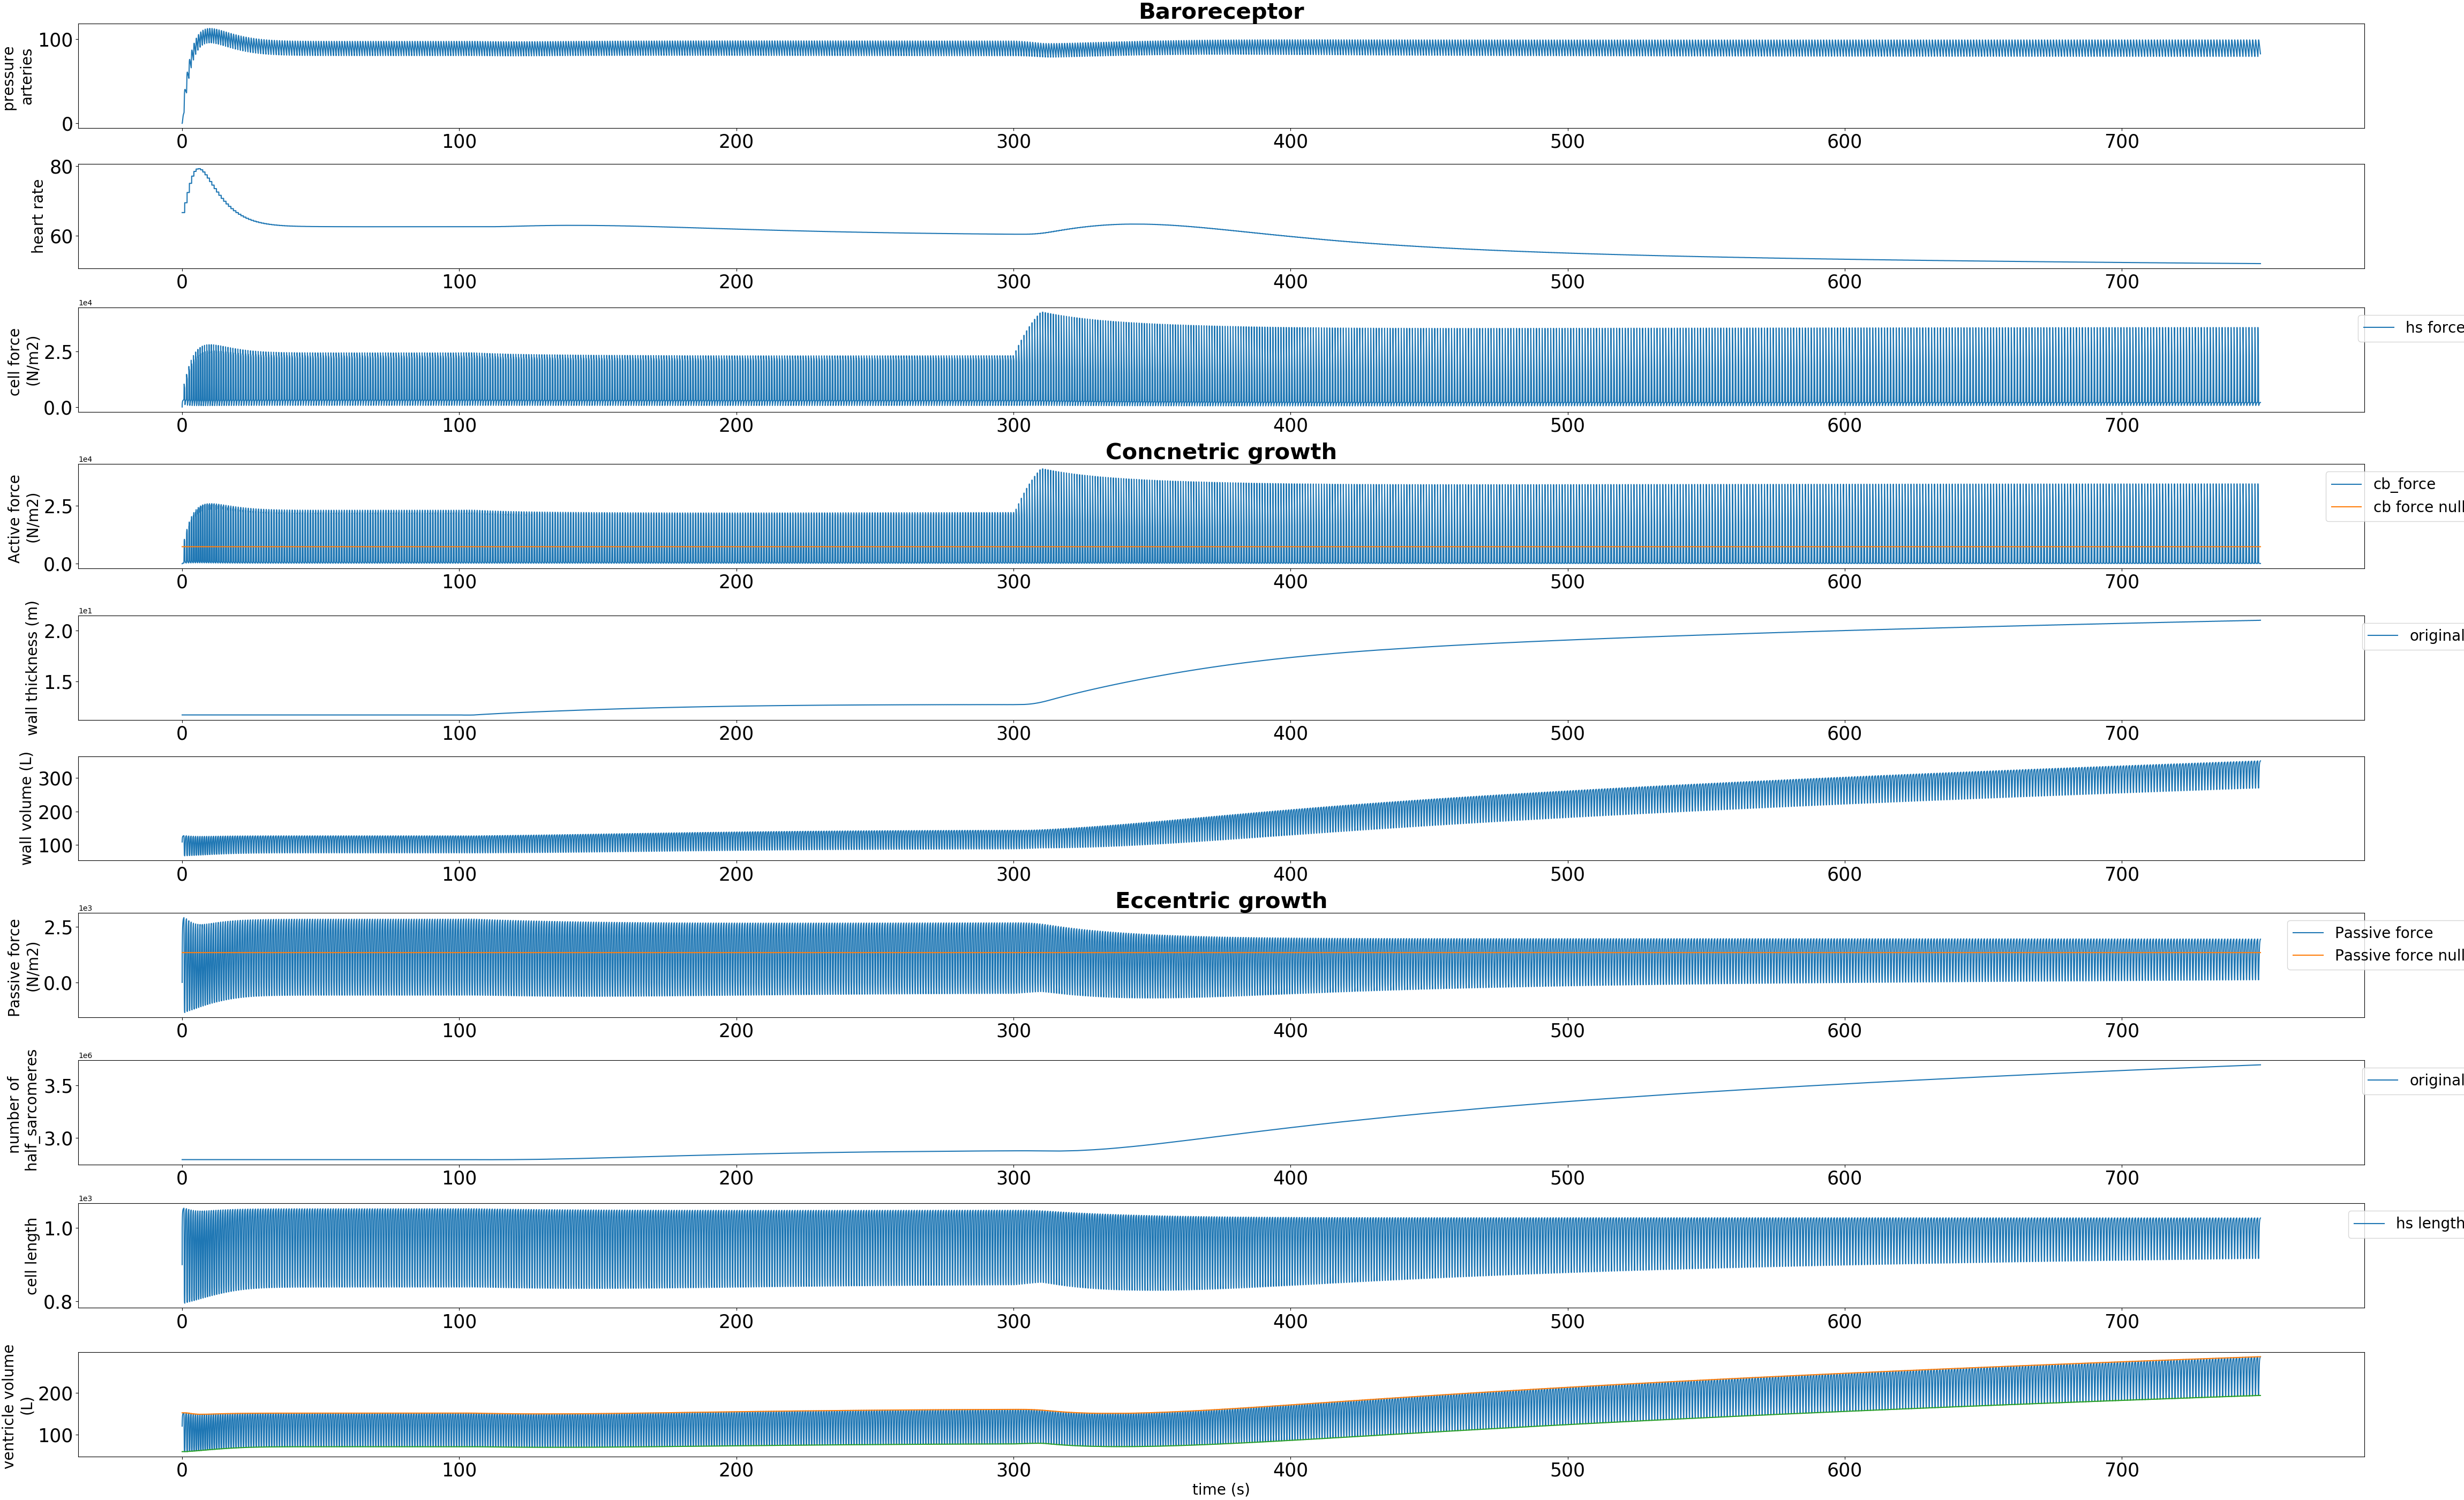 Baroreceptor
pressure
arteries
100
0
0 100 200 300 400 500 600 700
heart rate
80
60
0 100 200 300 400 500 600 700
1e4
cell force
(N/m2)
2.5
0.0
hs force
0 100 200 300 400 500 600 700
Concnetric growth
1e4
Active force
(N/m2)
2.5
0.0
cb_force
cb force null
0 100 200 300 400 500 600 700
1e1
wall thickness (m)
2.0
1.5
original
0 100 200 300 400 500 600 700
wall volume (L)
300
200
100
0 100 200 300 400 500 600 700
Eccentric growth
1e3
Passive force
(N/m2)
2.5
0.0
Passive force
Passive force null
0 100 200 300 400 500 600 700
1e6
number of
half_sarcomeres
3.5
3.0
original
0 100 200 300 400 500 600 700
1e3
cell length
1.0
0.8
hs length
0 100 200 300 400 500 600 700
ventricle volume
(L)
200
100
0 100 200 300 400 500 600 700
time (s)